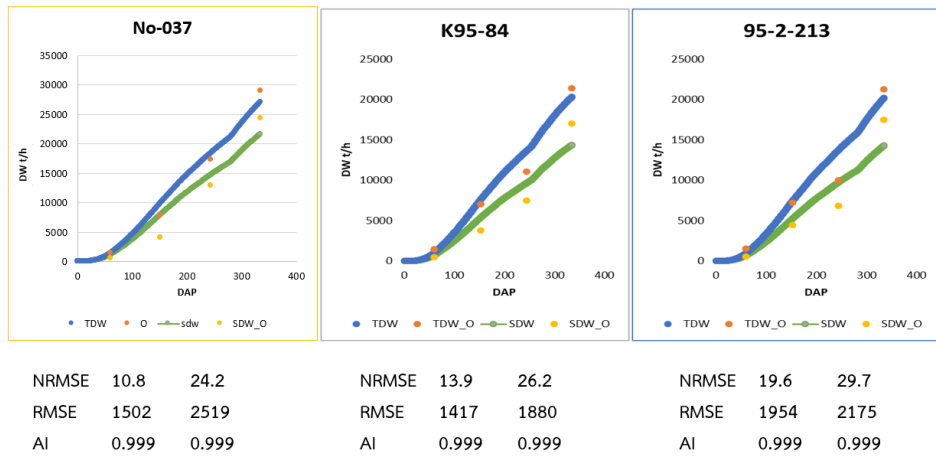 No-037
35000
30000
25000
20000
15000
10000
5000
0
DW t/h
0 100 200 300 400
DAP
TDW O sdw SDW_O
K95-84
25000
20000
15000
10000
5000
0
DW t/h
0 100 200 300 400
DAP
TDW TDW_O SDW SDW_O
95-2-213
25000
20000
15000
10000
5000
0
DW t/h
0 100 200 300 400
DAP
TDW TDW_O SDW SDW_O
NRMSE 10.8 24.2
RMSE 1502 2519
AI 0.999 0.999
NRMSE 13.9 26.2
RMSE 1417 1880
AI 0.999 0.999
NRMSE 19.6 29.7
RMSE 1954 2175
AI 0.999 0.999